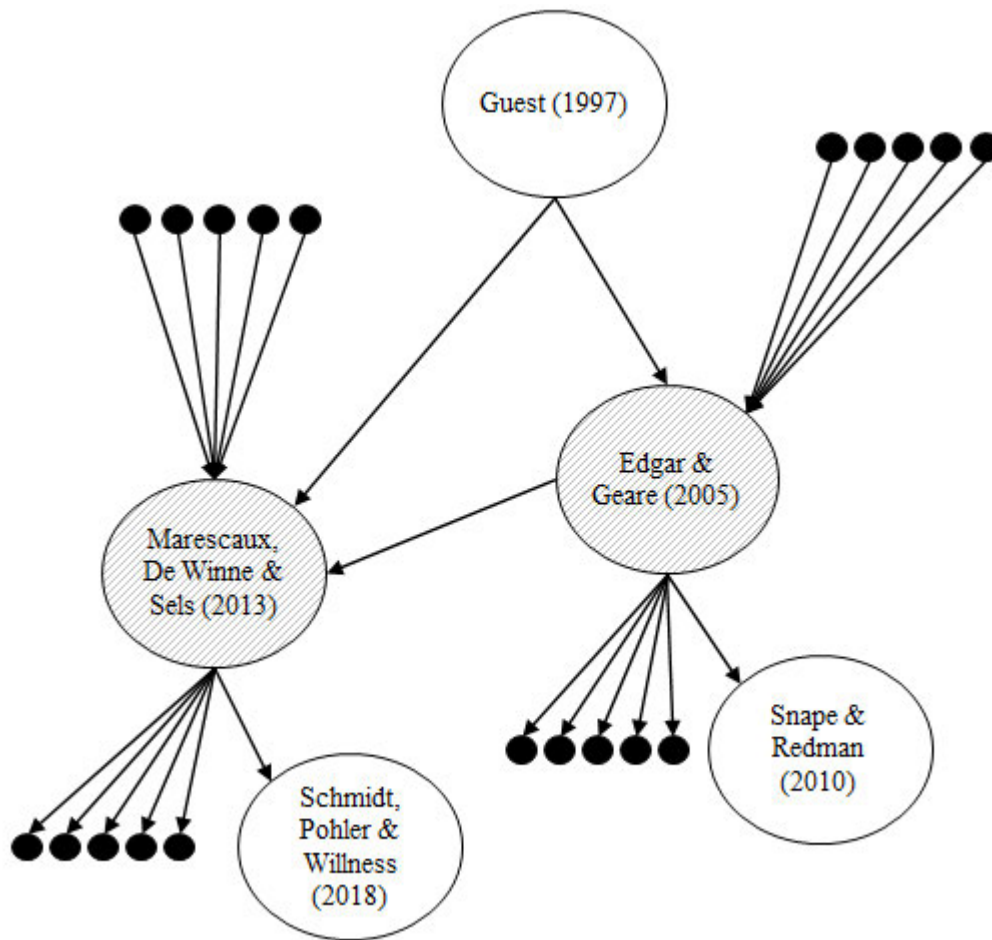 Guest (1997)
Edgar &
Geare (2005)
Marescaux,
De Winne &
Sels (2013)
Snape &
Redman
(2010)
Schmidt,
Pohler &
Willness
(2018)